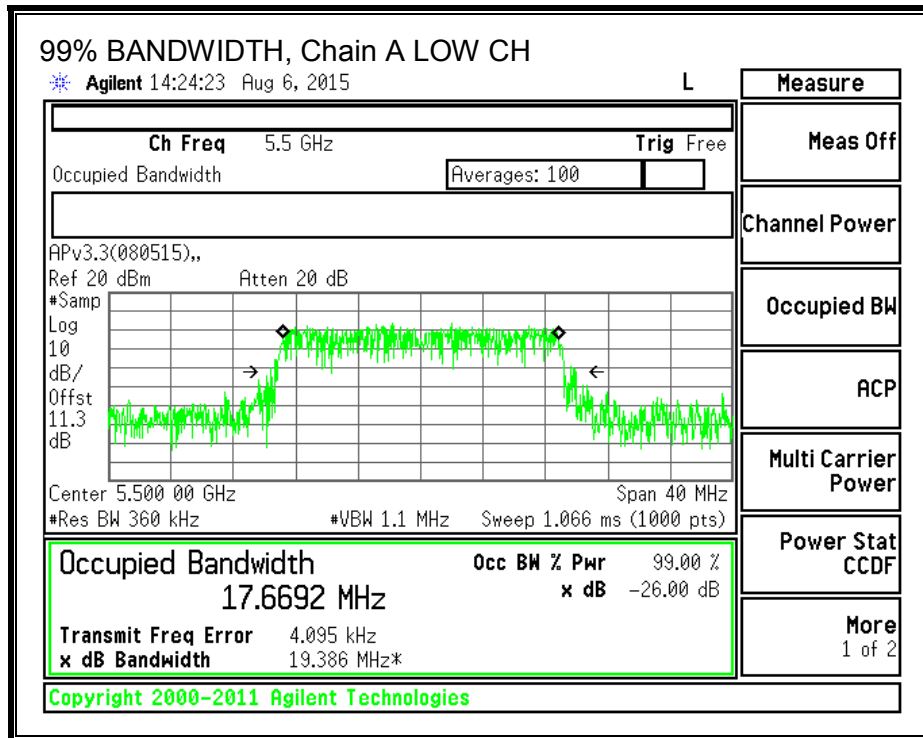 99% BANDWIDTH, Chain A LOW CH
Agilent 14:24:23 Aug 6, 2015 L
Measure
Ch Freq 5.5 GHz Trig Free
Occupied Bandwidth Averages: 100
APv3.3(080515),,
Ref 20 dBm Atten 20 dB
#Samp
Log
10
dB/
Offst
11.3
dB
Center 5.500 00 GHz Span 40 MHz
#Res BW 360 kHz #VBW 1.1 MHz Sweep 1.066 ms (1000 pts)
Occupied Bandwidth Occ BW % Pwr 99.00 %
17.6692 MHz x dB -26.00 dB
Transmit Freq Error 4.095 kHz
x dB Bandwidth 19.386 MHz*
Copyright 2000-2011 Agilent Technologies
Meas Off
Channel Power
Occupied BW
ACP
Multi Carrier
Power
Power Stat
CCDF
More
1 of 2